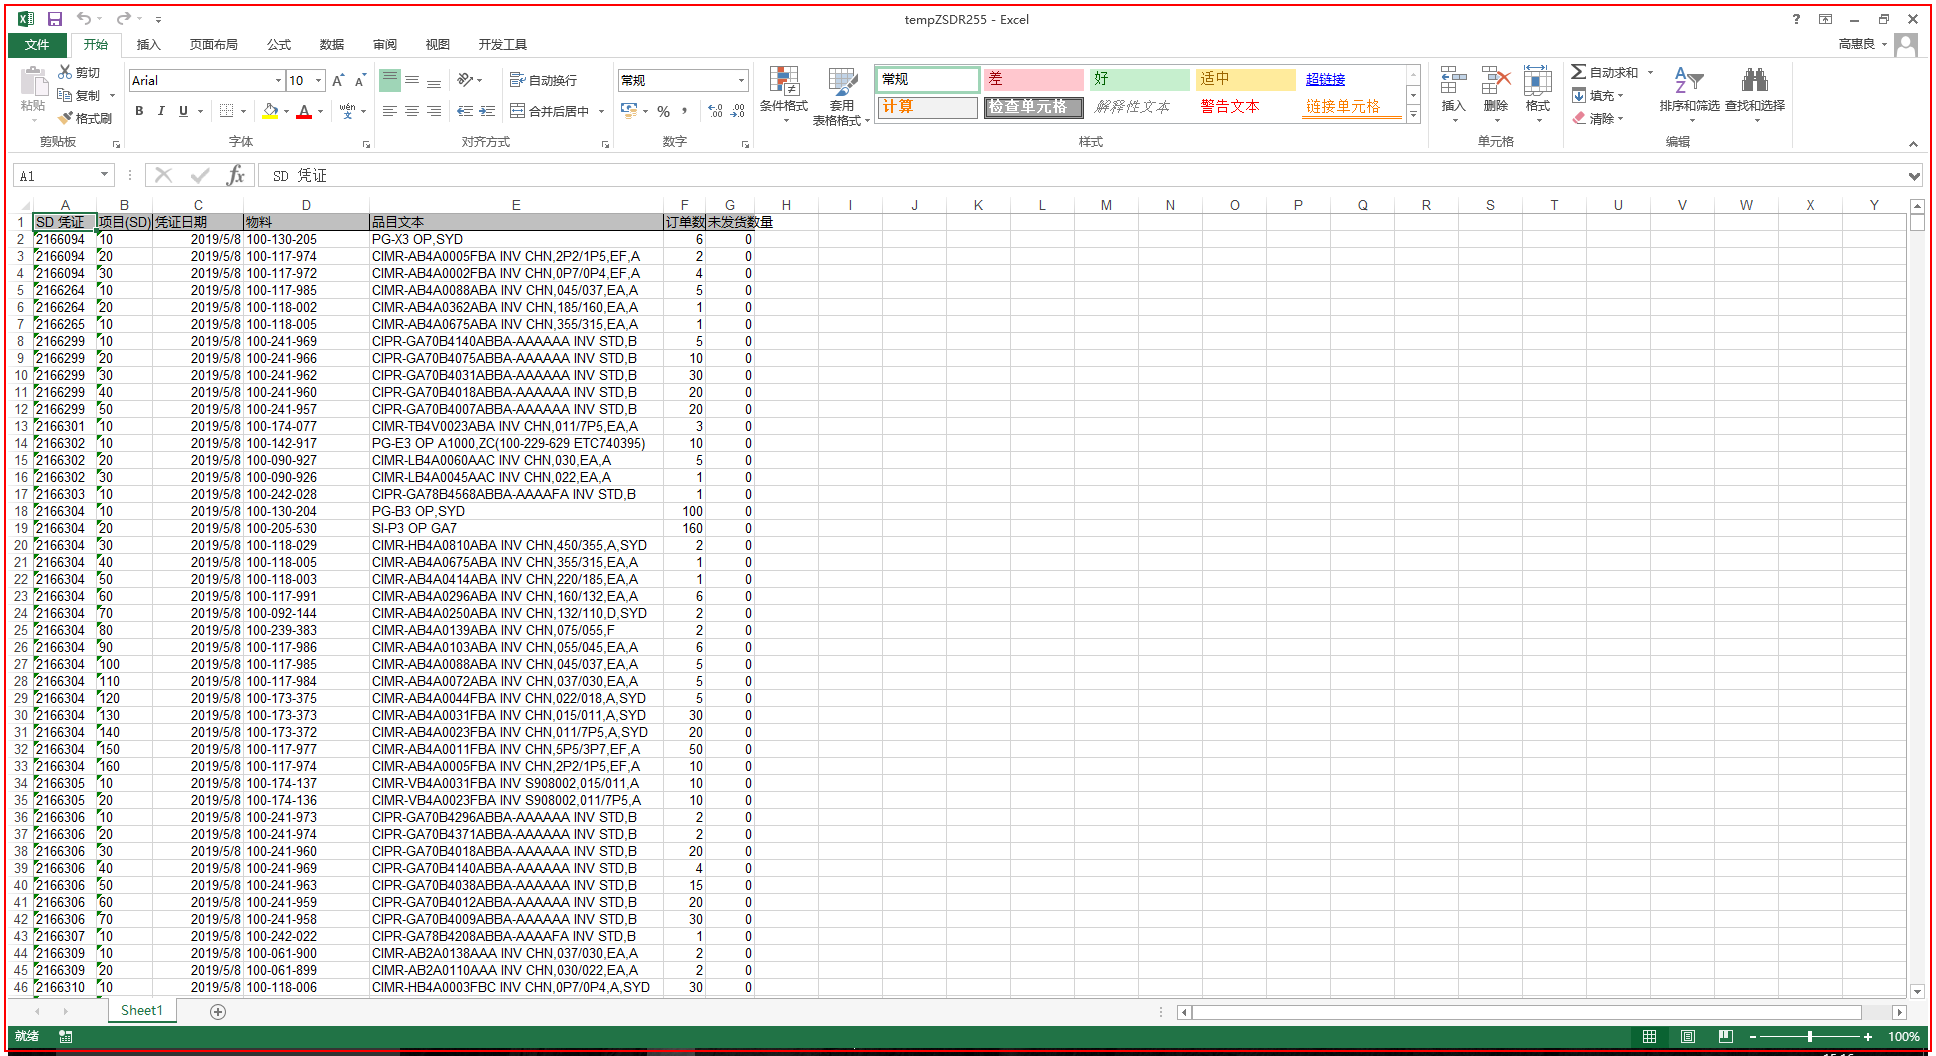 tempZSDR255 - Excel
文件 开始 插入 页面布局 公式 数据 审阅 视图 开发工具 高惠良
粘贴 剪切 复制 格式刷 剪贴板
Arial 10 B I U A wén 文 字体
自动换行 合并后居中 对齐方式
常规 % 数字
条件格式 套用 表格格式 常规 差 好 适中 超链接
计算 检查单元格 解释性文本 警告文本 链接单元格 样式
插入 删除 格式 单元格
自动求和 填充 清除 排序和筛选 查找和选择 编辑
A1 fx SD 凭证
A B C D E F G H I J K L M N O P Q R S T U V W X Y
1 SD 凭证 项目(SD) 凭证日期 物料 品目文本 订单数 未发货数量
2 2166094 10 2019/5/8 100-130-205 PG-X3 OP,SYD 6 0
3 2166094 20 2019/5/8 100-117-974 CIMR-AB4A0005FBA INV CHN,2P2/1P5,EF,A 2 0
4 2166094 30 2019/5/8 100-117-972 CIMR-AB4A0002FBA INV CHN,0P7/0P4,EF,A 4 0
5 2166264 10 2019/5/8 100-117-985 CIMR-AB4A0088ABA INV CHN,045/037,EA,A 5 0
6 2166264 20 2019/5/8 100-118-002 CIMR-AB4A0362ABA INV CHN,185/160,EA,A 1 0
7 2166265 10 2019/5/8 100-118-005 CIMR-AB4A0675ABA INV CHN,355/315,EA,A 1 0
8 2166299 10 2019/5/8 100-241-969 CIPR-GA70B4140ABBA-AAAAAA INV STD,B 5 0
9 2166299 20 2019/5/8 100-241-966 CIPR-GA70B4075ABBA-AAAAAA INV STD,B 10 0
10 2166299 30 2019/5/8 100-241-962 CIPR-GA70B4031ABBA-AAAAAA INV STD,B 30 0
11 2166299 40 2019/5/8 100-241-960 CIPR-GA70B4018ABBA-AAAAAA INV STD,B 20 0
12 2166299 50 2019/5/8 100-241-957 CIPR-GA70B4007ABBA-AAAAAA INV STD,B 20 0
13 2166301 10 2019/5/8 100-174-077 CIMR-TB4V0023ABA INV CHN,011/7P5,EA,A 3 0
14 2166302 10 2019/5/8 100-142-917 PG-E3 OP A1000,ZC(100-229-629 ETC740395) 10 0
15 2166302 20 2019/5/8 100-090-927 CIMR-LB4A0060AAC INV CHN,030,EA,A 5 0
16 2166302 30 2019/5/8 100-090-926 CIMR-LB4A0045AAC INV CHN,022,EA,A 1 0
17 2166303 10 2019/5/8 100-242-028 CIPR-GA78B4568ABBA-AAAAFA INV STD,B 1 0
18 2166304 10 2019/5/8 100-130-204 PG-B3 OP,SYD 100 0
19 2166304 20 2019/5/8 100-205-530 SI-P3 OP GA7 160 0
20 2166304 30 2019/5/8 100-118-029 CIMR-HB4A0810ABA INV CHN,450/355,A,SYD 2 0
21 2166304 40 2019/5/8 100-118-005 CIMR-AB4A0675ABA INV CHN,355/315,EA,A 1 0
22 2166304 50 2019/5/8 100-118-003 CIMR-AB4A0414ABA INV CHN,220/185,EA,A 1 0
23 2166304 60 2019/5/8 100-117-991 CIMR-AB4A0296ABA INV CHN,160/132,EA,A 6 0
24 2166304 70 2019/5/8 100-092-144 CIMR-AB4A0250ABA INV CHN,132/110,D,SYD 2 0
25 2166304 80 2019/5/8 100-239-383 CIMR-AB4A0139ABA INV CHN,075/055,F 2 0
26 2166304 90 2019/5/8 100-117-986 CIMR-AB4A0103ABA INV CHN,055/045,EA,A 6 0
27 2166304 100 2019/5/8 100-117-985 CIMR-AB4A0088ABA INV CHN,045/037,EA,A 5 0
28 2166304 110 2019/5/8 100-117-984 CIMR-AB4A0072ABA INV CHN,037/030,EA,A 5 0
29 2166304 120 2019/5/8 100-173-375 CIMR-AB4A0044FBA INV CHN,022/018,A,SYD 5 0
30 2166304 130 2019/5/8 100-173-373 CIMR-AB4A0031FBA INV CHN,015/011,A,SYD 30 0
31 2166304 140 2019/5/8 100-173-372 CIMR-AB4A0023FBA INV CHN,011/7P5,A,SYD 20 0
32 2166304 150 2019/5/8 100-117-977 CIMR-AB4A0011FBA INV CHN,5P5/3P7,EF,A 50 0
33 2166304 160 2019/5/8 100-117-974 CIMR-AB4A0005FBA INV CHN,2P2/1P5,EF,A 10 0
34 2166305 10 2019/5/8 100-174-137 CIMR-VB4A0031FBA INV S908002,015/011,A 10 0
35 2166305 20 2019/5/8 100-174-136 CIMR-VB4A0023FBA INV S908002,011/7P5,A 10 0
36 2166306 10 2019/5/8 100-241-973 CIPR-GA70B4296ABBA-AAAAAA INV STD,B 2 0
37 2166306 20 2019/5/8 100-241-974 CIPR-GA70B4371ABBA-AAAAAA INV STD,B 2 0
38 2166306 30 2019/5/8 100-241-960 CIPR-GA70B4018ABBA-AAAAAA INV STD,B 20 0
39 2166306 40 2019/5/8 100-241-969 CIPR-GA70B4140ABBA-AAAAAA INV STD,B 4 0
40 2166306 50 2019/5/8 100-241-963 CIPR-GA70B4038ABBA-AAAAAA INV STD,B 15 0
41 2166306 60 2019/5/8 100-241-959 CIPR-GA70B4012ABBA-AAAAAA INV STD,B 20 0
42 2166306 70 2019/5/8 100-241-958 CIPR-GA70B4009ABBA-AAAAAA INV STD,B 30 0
43 2166307 10 2019/5/8 100-242-022 CIPR-GA78B4208ABBA-AAAAFA INV STD,B 1 0
44 2166309 10 2019/5/8 100-061-900 CIMR-AB2A0138AAA INV CHN,037/030,EA,A 2 0
45 2166309 20 2019/5/8 100-061-899 CIMR-AB2A0110AAA INV CHN,030/022,EA,A 2 0
46 2166310 10 2019/5/8 100-118-006 CIMR-HB4A0003FBC INV CHN,0P7/0P4,A,SYD 30 0
Sheet1
就绪 100%